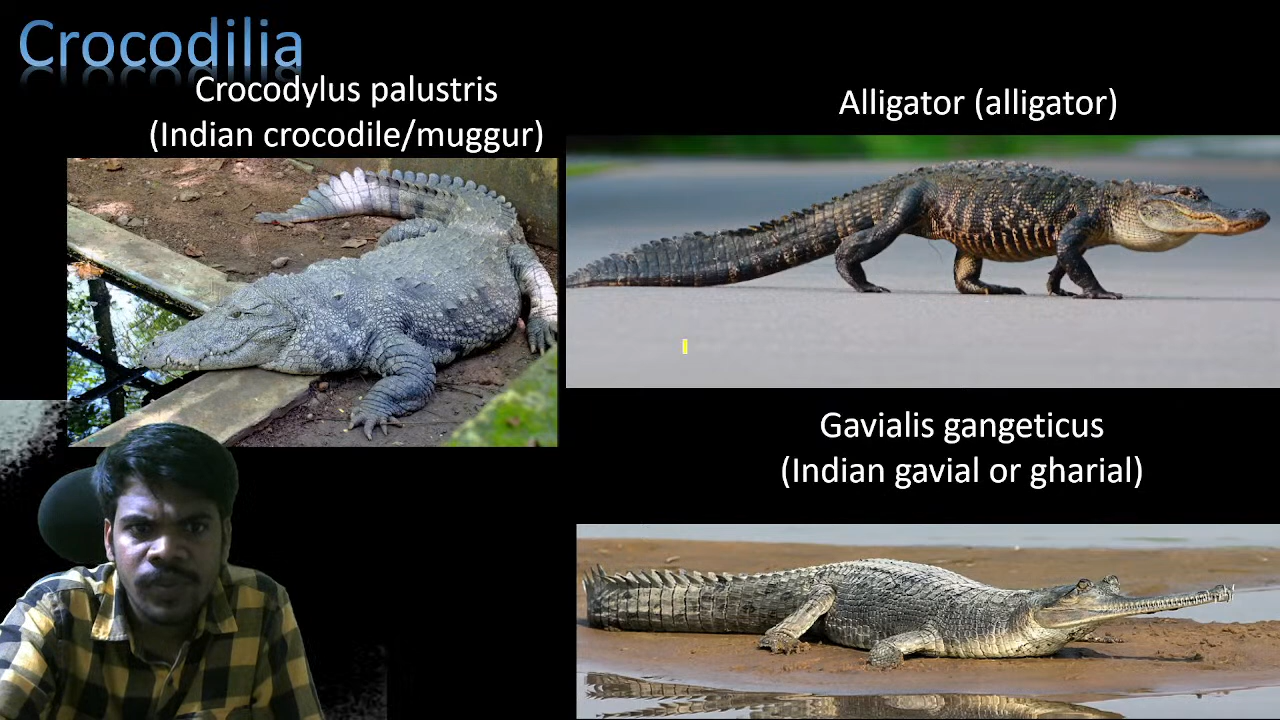 Crocodilia
Crocodylus palustris
(Indian crocodile/muggur)
Alligator (alligator)
Gavialis gangeticus
(Indian gavial or gharial)